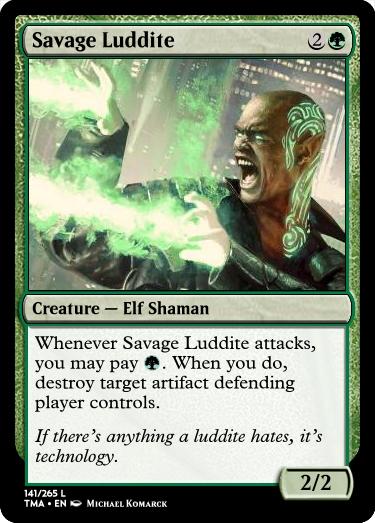 Savage Luddite 2
Creature — Elf Shaman
Whenever Savage Luddite attacks,
you may pay . When you do,
destroy target artifact defending
player controls.
If there's anything a luddite hates, it's
technology.
2/2
141/265 L
TMA • EN Michael Komarck